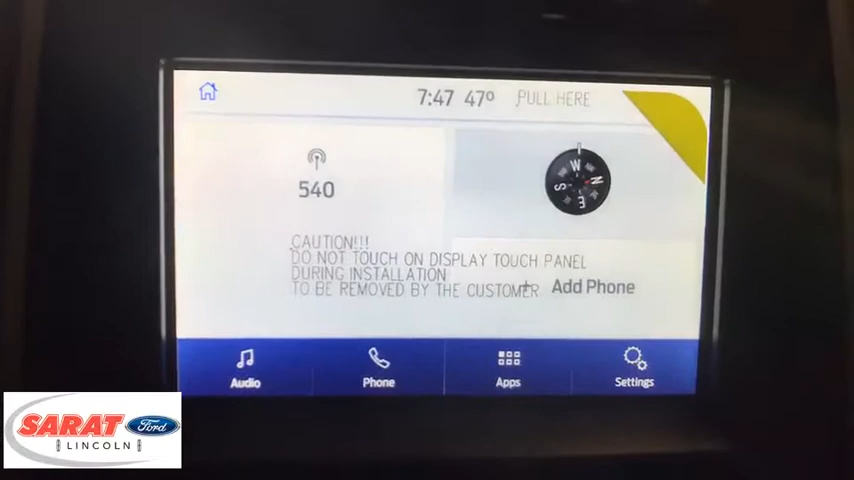 7:47 47°
PULL HERE
540
W
N
S
E
CAUTION!!!
DO NOT TOUCH ON DISPLAY TOUCH PANEL
DURING INSTALLATION
TO BE REMOVED BY THE CUSTOMER
+ Add Phone
Audio
Phone
Apps
Settings
SARAT Ford
LINCOLN